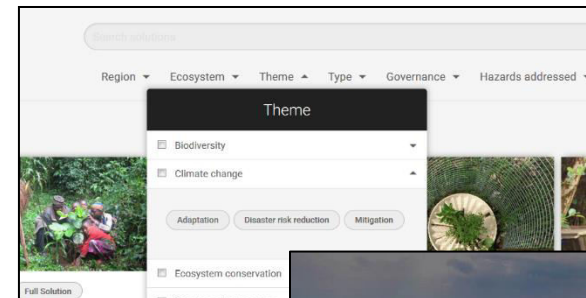 Search solutions
Region Ecosystem Theme Type Governance Hazards addressed
Theme
Biodiversity
Climate change
Adaptation Disaster risk reduction Mitigation
Ecosystem conservation
Full Solution